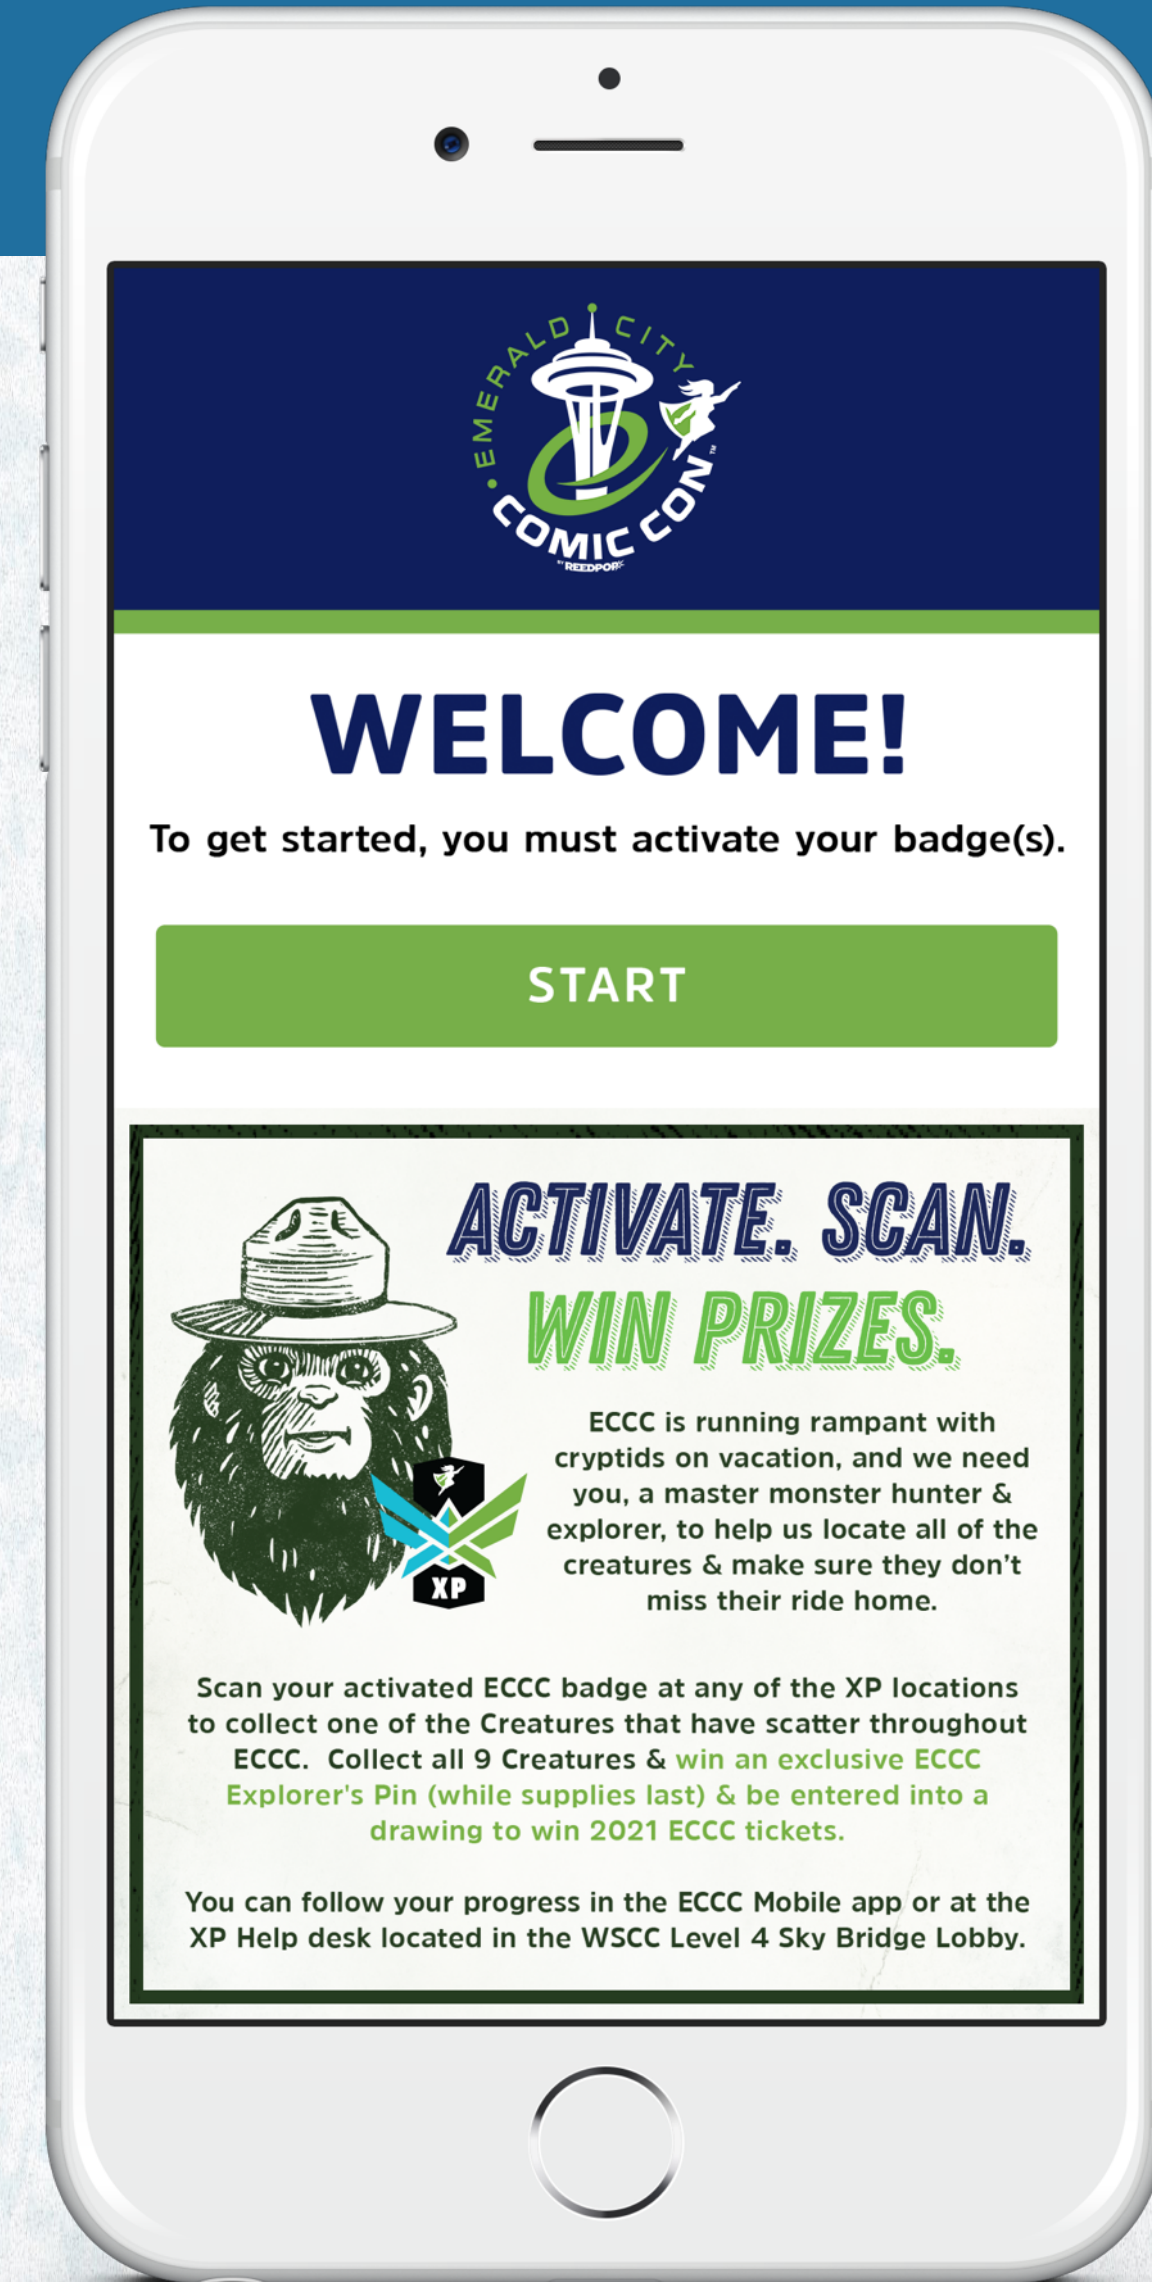 • EMERALD CITY
COMIC CON™
BY REEDPOP
WELCOME!
To get started, you must activate your badge(s).
START
ACTIVATE. SCAN.
WIN PRIZES.
ECCC is running rampant with
cryptids on vacation, and we need
you, a master monster hunter &
explorer, to help us locate all of the
creatures & make sure they don't
miss their ride home.
XP
Scan your activated ECCC badge at any of the XP locations
to collect one of the Creatures that have scatter throughout
ECCC. Collect all 9 Creatures & win an exclusive ECCC
Explorer's Pin (while supplies last) & be entered into a
drawing to win 2021 ECCC tickets.
You can follow your progress in the ECCC Mobile app or at the
XP Help desk located in the WSCC Level 4 Sky Bridge Lobby.